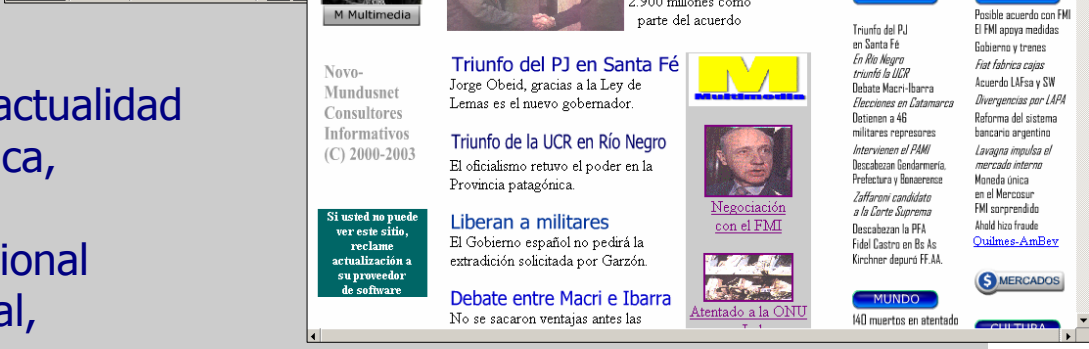 actualidad
ica,
ional
al,
M Multimedia
Novo-
Mundusnet
Consultores
Informativos
(C) 2000-2003
Si usted no puede
ver este sitio,
reclame
actualización a
su proveedor
de software
2.900 millones como
parte del acuerdo
Triunfo del PJ en Santa Fé
Jorge Obeid, gracias a la Ley de
Lemas es el nuevo gobernador.
Triunfo de la UCR en Río Negro
El oficialismo retuvo el poder en la
Provincia patagónica.
Liberan a militares
El Gobierno español no pedirá la
extradición solicitada por Garzón.
Debate entre Macri e Ibarra
No se sacaron ventajas antes las
M
Multimedia
Negociación
con el FMI
Atentado a la ONU
Triunfo del PJ
en Santa Fé
En Río Negro
triunfó la UCR
Debate Macri-Ibarra
Elecciones en Catamarca
Detienen a 46
militares represores
Intervienen el PAMI
Descabezan Gendarmería,
Prefectura y Bonaerense
Zaffaroni candidato
a la Corte Suprema
Descabezan la PFA
Fidel Castro en Bs As
Kirchner depuró FF.AA.
MUNDO
140 muertos en atentado
Posible acuerdo con FMI
El FMI apoya medidas
Gobierno y trenes
Fiat fabrica cajas
Acuerdo LAFsa y SW
Divergencias por LAPA
Reforma del sistema
bancario argentino
Lavagna impulsa el
mercado interno
Moneda única
en el Mercosur
FMI sorprendido
Ahold hizo fraude
Quilmes-AmBev
$ MERCADOS
CULTURA